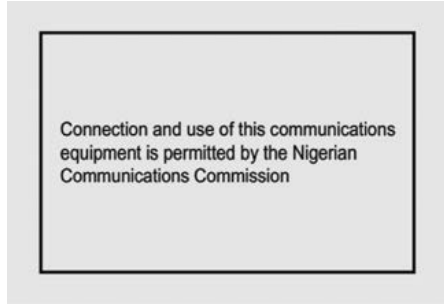 Connection and use of this communications
equipment is permitted by the Nigerian
Communications Commission